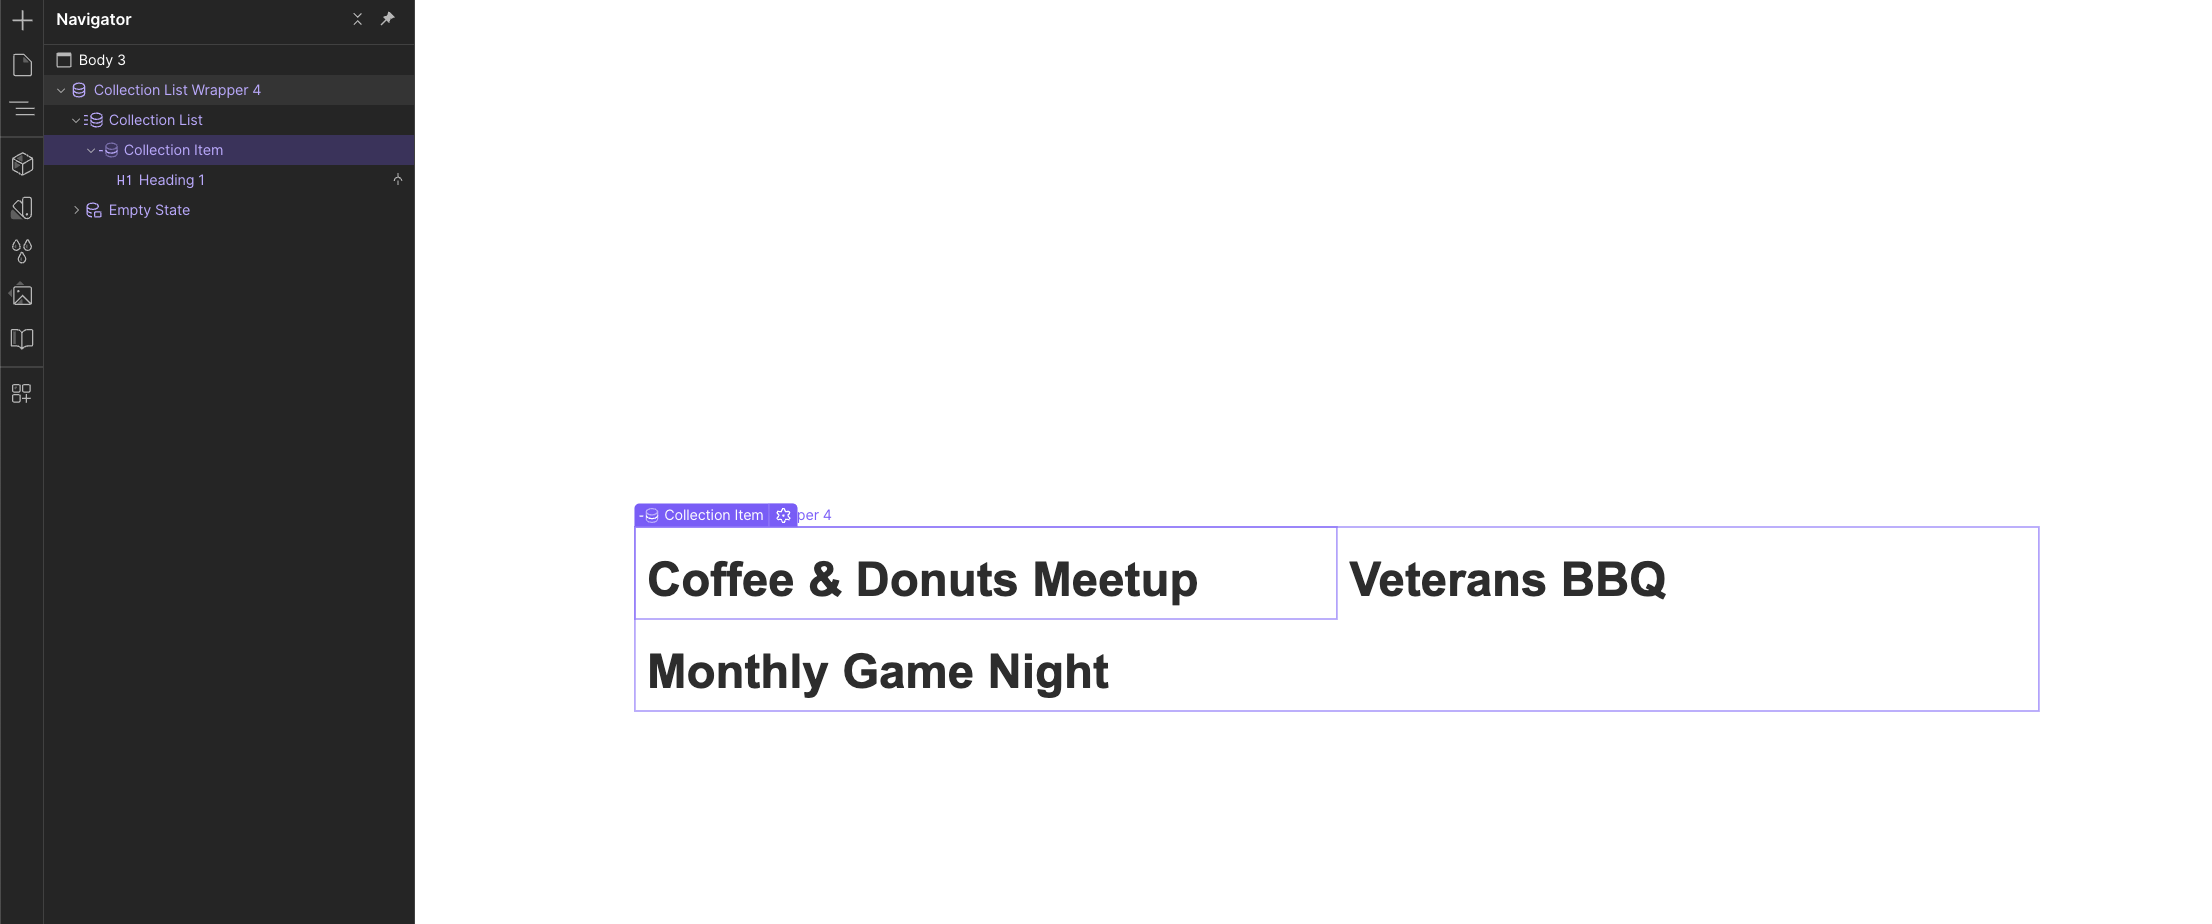 Navigator
Body 3
Collection List Wrapper 4
Collection List
Collection Item
H1 Heading 1
Empty State
Collection Item per 4
Coffee & Donuts Meetup Veterans BBQ
Monthly Game Night